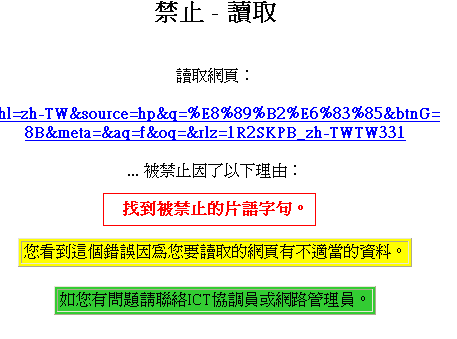 禁止 - 讀取
讀取網頁：
hl=zh-TW&source=hp&q=%E8%89%B2%E6%83%85&btnG=
8B&meta=&aq=f&oq=&rlz=1R2SKPB_zh-TWTW331
... 被禁止因了以下理由：
找到被禁止的片語字句。
您看到這個錯誤因為您要讀取的網頁有不適當的資料。
如您有問題請聯絡ICT協調員或網路管理員。